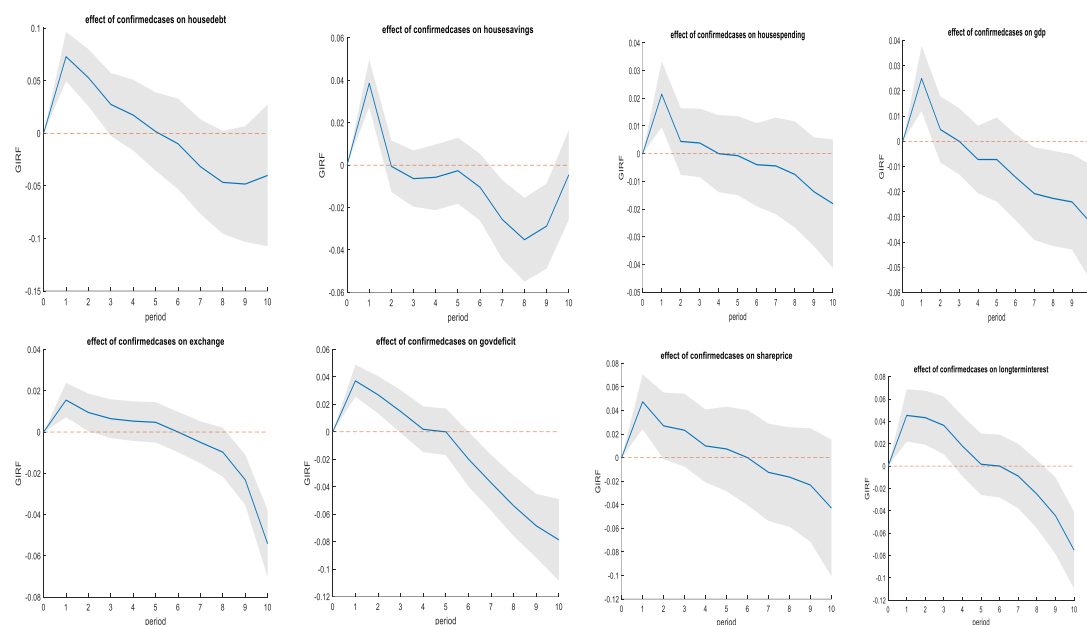 effect of confirmedcases on housedebt
0.1
0.05
0
-0.05
-0.1
-0.15
GIRF
0 1 2 3 4 5 6 7 8 9 10
period
effect of confirmedcases on housesavings
0.06
0.04
0.02
0
-0.02
-0.04
-0.06
GIRF
0 1 2 3 4 5 6 7 8 9 10
period
effect of confirmedcases on housespending
0.04
0.03
0.02
0.01
0
-0.01
-0.02
-0.03
-0.04
-0.05
GIRF
0 1 2 3 4 5 6 7 8 9 10
period
effect of confirmedcases on gdp
0.04
0.03
0.02
0.01
0
-0.01
-0.02
-0.03
-0.04
-0.05
-0.06
GIRF
0 1 2 3 4 5 6 7 8 9 10
period
effect of confirmedcases on exchange
0.04
0.02
0
-0.02
-0.04
-0.06
-0.08
GIRF
0 1 2 3 4 5 6 7 8 9 10
period
effect of confirmedcases on govdeficit
0.06
0.04
0.02
0
-0.02
-0.04
-0.06
-0.08
-0.1
-0.12
GIRF
0 1 2 3 4 5 6 7 8 9 10
period
effect of confirmedcases on shareprice
0.08
0.06
0.04
0.02
0
-0.02
-0.04
-0.06
-0.08
-0.1
-0.12
GIRF
0 1 2 3 4 5 6 7 8 9 10
period
effect of confirmedcases on longterminterest
0.08
0.06
0.04
0.02
0
-0.02
-0.04
-0.06
-0.08
-0.1
-0.12
GIRF
0 1 2 3 4 5 6 7 8 9 10
period